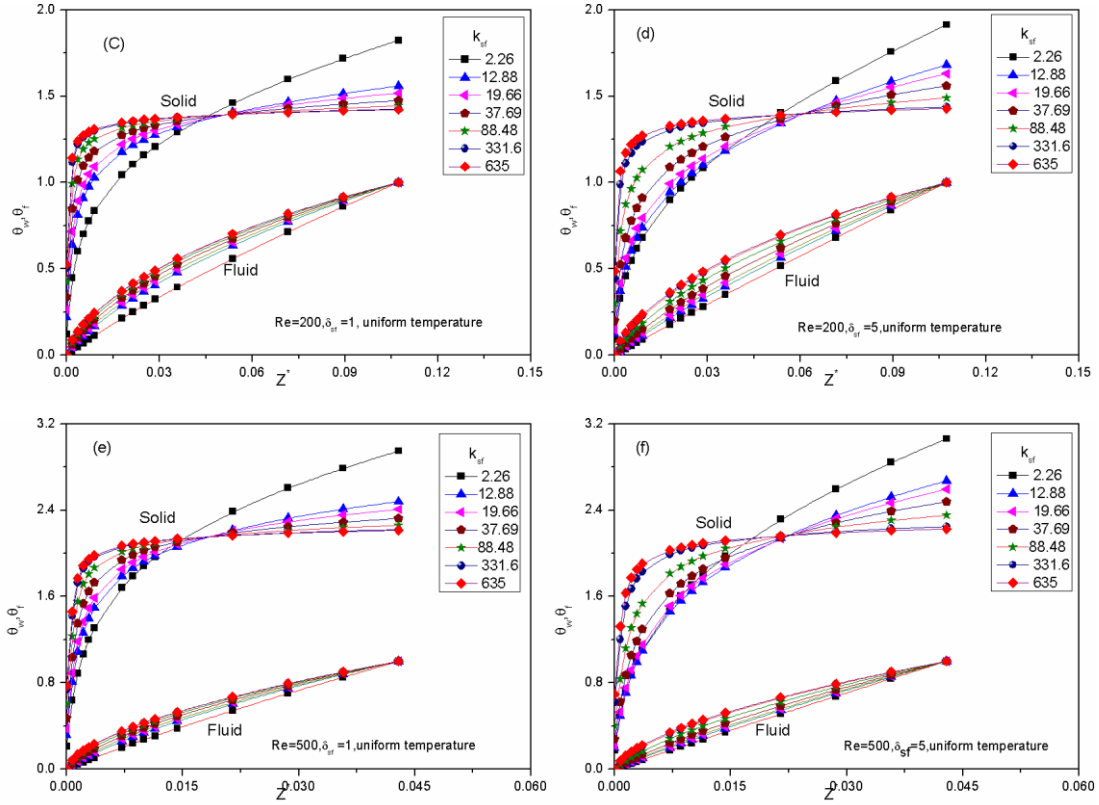 (C)
k_sf
2.26
12.88
19.66
37.69
88.48
331.6
635
Solid
Fluid
Re=200,δ_sf =1, uniform temperature
θ_w,θ_f
2.0
1.5
1.0
0.5
0.0
0.00 0.03 0.06 0.09 0.12 0.15
Z*
(d)
k_sf
2.26
12.88
19.66
37.69
88.48
331.6
635
Solid
Fluid
Re=200,δ_sf =5,uniform temperature
θ_w,θ_f
2.0
1.5
1.0
0.5
0.0
0.00 0.03 0.06 0.09 0.12 0.15
Z*
(e)
k_sf
2.26
12.88
19.66
37.69
88.48
331.6
635
Solid
Fluid
Re=500,δ_sf =1,uniform temperature
θ_w,θ_f
3.2
2.4
1.6
0.8
0.0
0.000 0.015 0.030 0.045 0.060
Z*
(f)
k_sf
2.26
12.88
19.66
37.69
88.48
331.6
635
Solid
Fluid
Re=500,δ_sf =5,uniform temperature
θ_w,θ_f
3.2
2.4
1.6
0.8
0.0
0.000 0.015 0.030 0.045 0.060
Z*